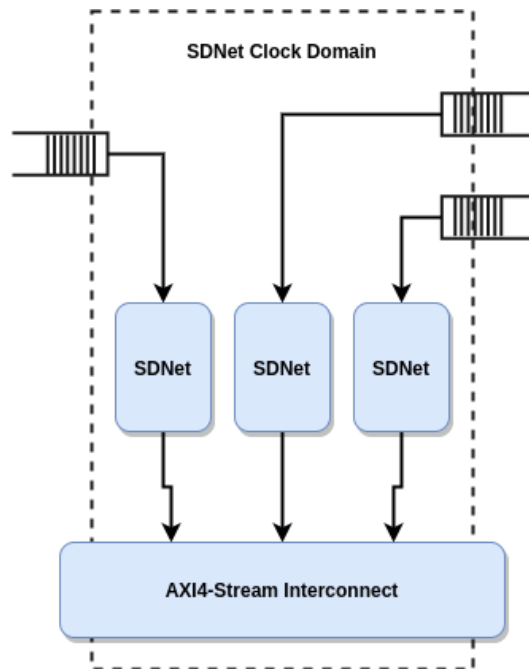 SDNet Clock Domain
SDNet
SDNet
SDNet
AXI4-Stream Interconnect